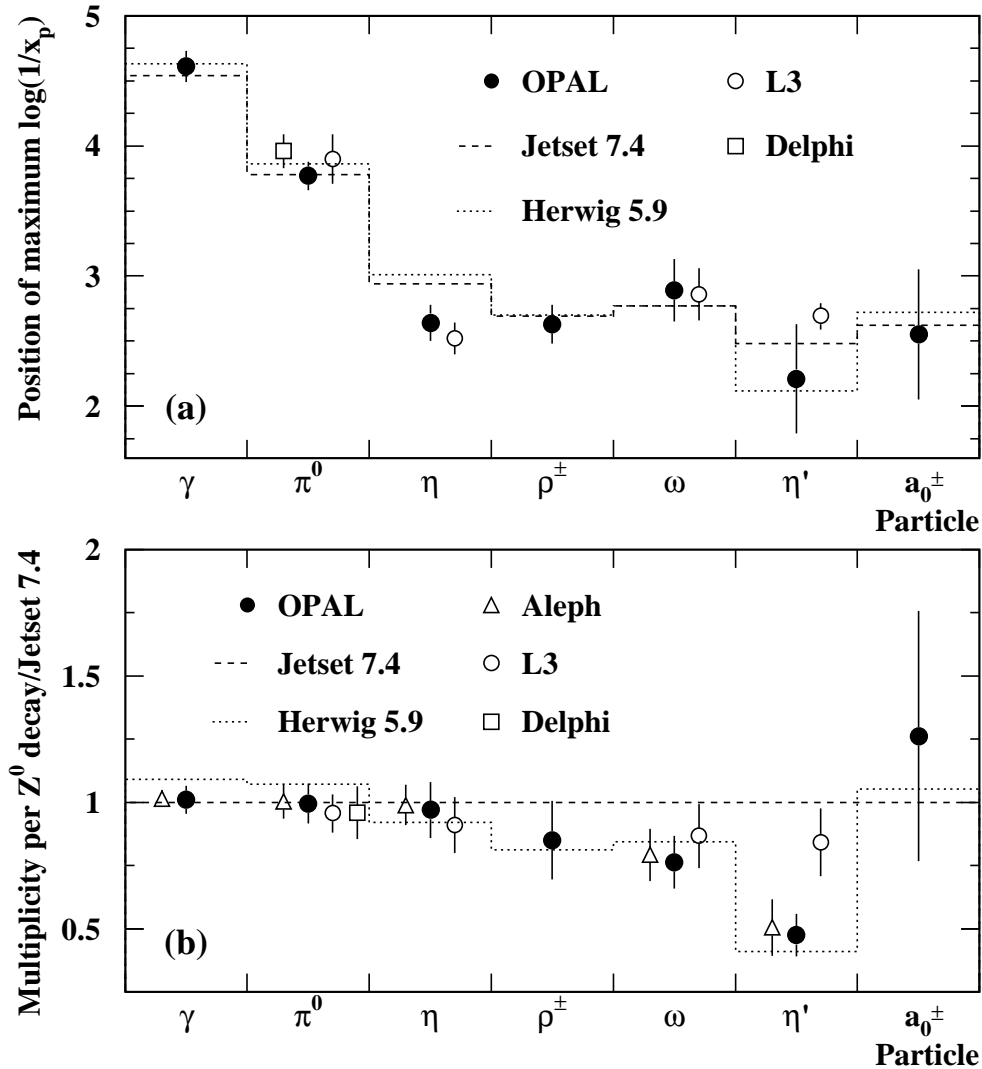 Position of maximum log(1/xₚ)
5
4
3
2
OPAL
L3
Jetset 7.4
Delphi
Herwig 5.9
(a)
γ π⁰ η ρ± ω η' a₀±
Particle
Multiplicity per Z⁰ decay/Jetset 7.4
2
1.5
1
0.5
OPAL
Aleph
Jetset 7.4
L3
Herwig 5.9
Delphi
(b)
γ π⁰ η ρ± ω η' a₀±
Particle